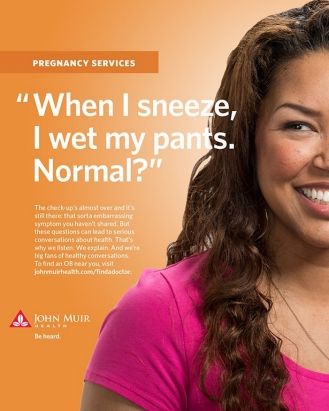 PREGNANCY SERVICES
“When I sneeze,
I wet my pants.
Normal?”
The check-up's almost over and it's
still there: that sorta embarrassing
symptom you haven't shared. But
these questions can lead to serious
conversations about health. That's
why we listen. We explain. And we're
big fans of healthy conversations.
To find an OB near you, visit
johnmuirhealth.com/findadoctor.
JOHN MUIR
HEALTH
Be heard.